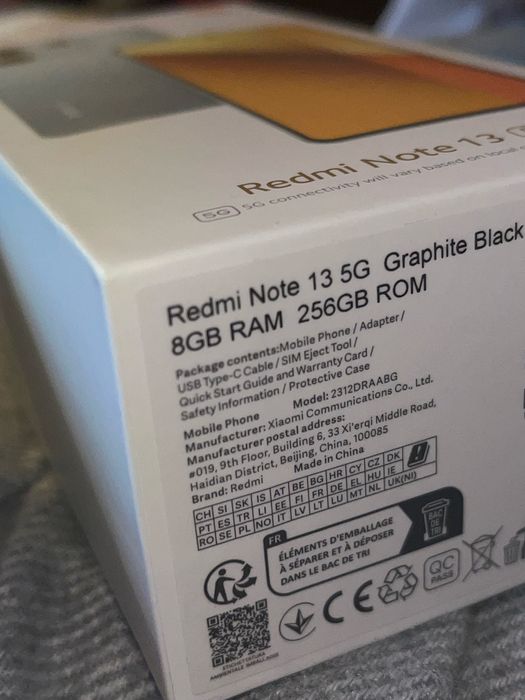 Redmi Note 13
5G 5G connectivity will vary based on local
Redmi Note 13 5G Graphite Black
8GB RAM 256GB ROM
Package contents:Mobile Phone / Adapter /
USB Type-C Cable / SIM Eject Tool /
Quick Start Guide and Warranty Card /
Safety Information / Protective Case
Mobile Phone Model: 2312DRAABG
Manufacturer: Xiaomi Communications Co., Ltd.
Manufacturer postal address:
#019, 9th Floor, Building 6, 33 Xi'erqi Middle Road,
Haidian District, Beijing, China, 100085
Brand: Redmi Made in China
CH SI SK IS AT BE BG HR CY CZ DK
PT ES TR LI EE FI FR DE EL HU IE
RO SE PL NO IT LV LT LU MT NL UK(NI)
FR
ÉLÉMENTS D'EMBALLAGE
À SÉPARER ET À DÉPOSER
DANS LE BAC DE TRI
BAC
DE
TRI
CE
QC
PASS
ETICHETTATURA
AMBIENTALE IMBALLAGGI